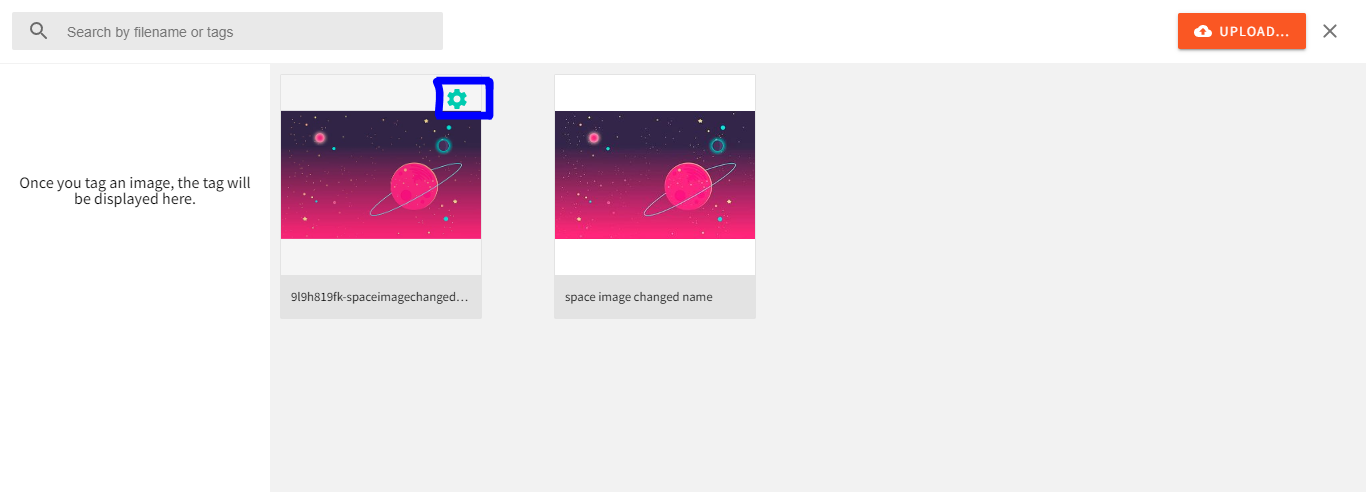 Search by filename or tags
UPLOAD...
Once you tag an image, the tag will
be displayed here.
9l9h819fk-spaceimagechanged...
space image changed name